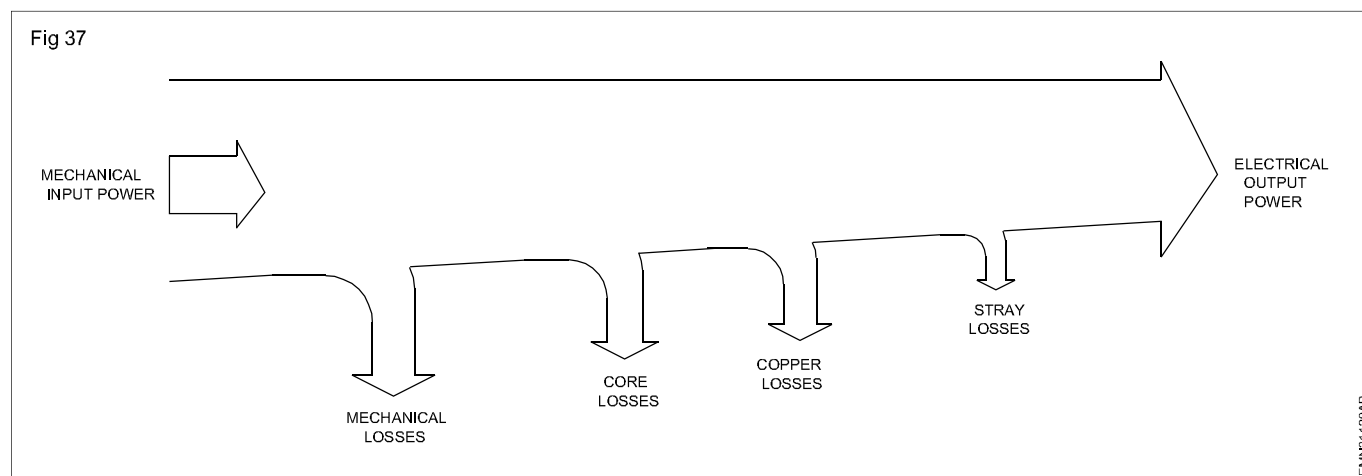 Fig 37
MECHANICAL
INPUT POWER
ELECTRICAL
OUTPUT
POWER
MECHANICAL
LOSSES
CORE
LOSSES
COPPER
LOSSES
STRAY
LOSSES